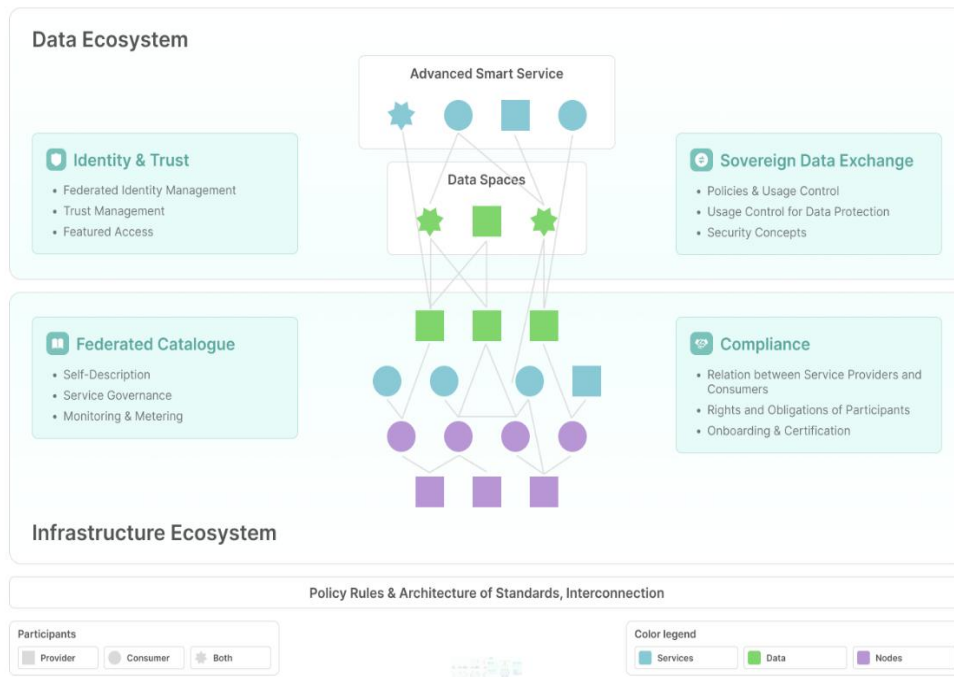 Data Ecosystem
Advanced Smart Service
Identity & Trust
• Federated Identity Management
• Trust Management
• Featured Access
Data Spaces
Sovereign Data Exchange
• Policies & Usage Control
• Usage Control for Data Protection
• Security Concepts
Federated Catalogue
• Self-Description
• Service Governance
• Monitoring & Metering
Compliance
• Relation between Service Providers and
Consumers
• Rights and Obligations of Participants
• Onboarding & Certification
Infrastructure Ecosystem
Policy Rules & Architecture of Standards, Interconnection
Participants
Provider
Consumer
Both
Color legend
Services
Data
Nodes